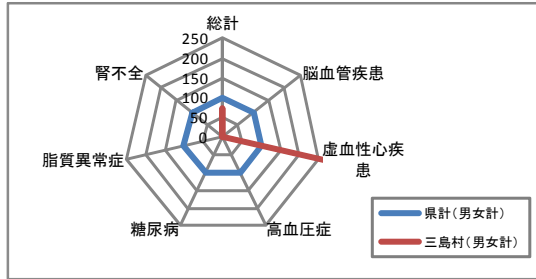 総計
250
200
150
100
50
0
脳血管疾患
虚血性心疾
患
高血圧症
糖尿病
脂質異常症
腎不全
県計(男女計)
三島村(男女計)